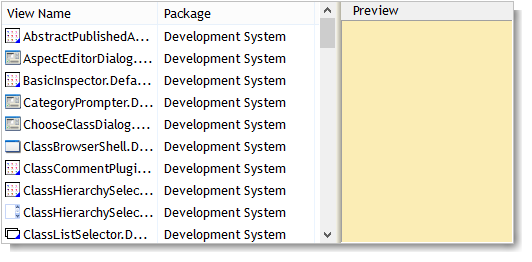 View Name Package Preview
AbstractPublishedA... Development System
AspectEditorDialog.... Development System
BasicInspector.Defa... Development System
CategoryPrompter.D... Development System
ChooseClassDialog.... Development System
ClassBrowserShell.D... Development System
ClassCommentPlugi... Development System
ClassHierarchySelec... Development System
ClassHierarchySelec... Development System
ClassListSelector.D... Development System